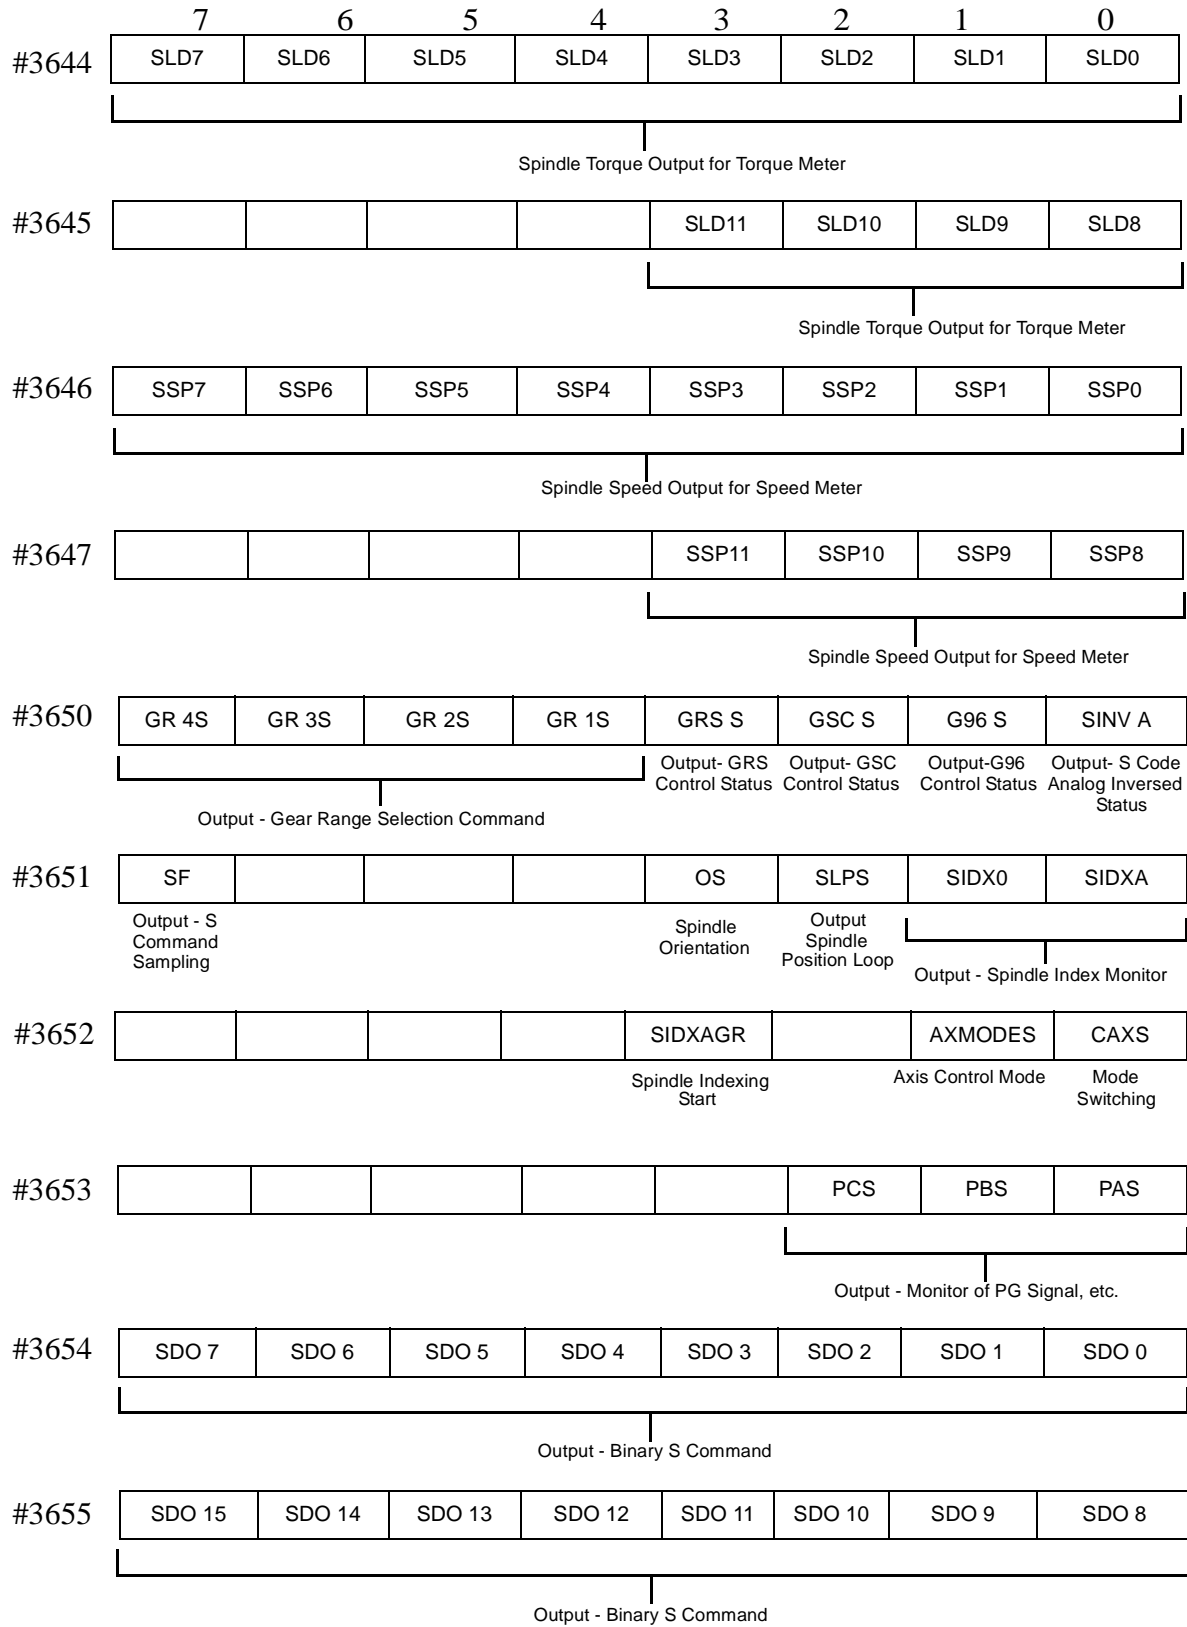 7 6 5 4 3 2 1 0
#3644 SLD7 SLD6 SLD5 SLD4 SLD3 SLD2 SLD1 SLD0
Spindle Torque Output for Torque Meter
#3645 SLD11 SLD10 SLD9 SLD8
Spindle Torque Output for Torque Meter
#3646 SSP7 SSP6 SSP5 SSP4 SSP3 SSP2 SSP1 SSP0
Spindle Speed Output for Speed Meter
#3647 SSP11 SSP10 SSP9 SSP8
Spindle Speed Output for Speed Meter
#3650 GR 4S GR 3S GR 2S GR 1S GRS S GSC S G96 S SINV A
Output- GRS Output- GSC Output-G96 Output- S Code
Control Status Control Status Control Status Analog Inversed
Status
Output - Gear Range Selection Command
#3651 SF OS SLPS SIDX0 SIDXA
Output - S
Command
Sampling
Spindle
Orientation
Output
Spindle
Position Loop
Output - Spindle Index Monitor
#3652 SIDXAGR AXMODES CAXS
Spindle Indexing
Start
Axis Control Mode
Mode
Switching
#3653 PCS PBS PAS
Output - Monitor of PG Signal, etc.
#3654 SDO 7 SDO 6 SDO 5 SDO 4 SDO 3 SDO 2 SDO 1 SDO 0
Output - Binary S Command
#3655 SDO 15 SDO 14 SDO 13 SDO 12 SDO 11 SDO 10 SDO 9 SDO 8
Output - Binary S Command